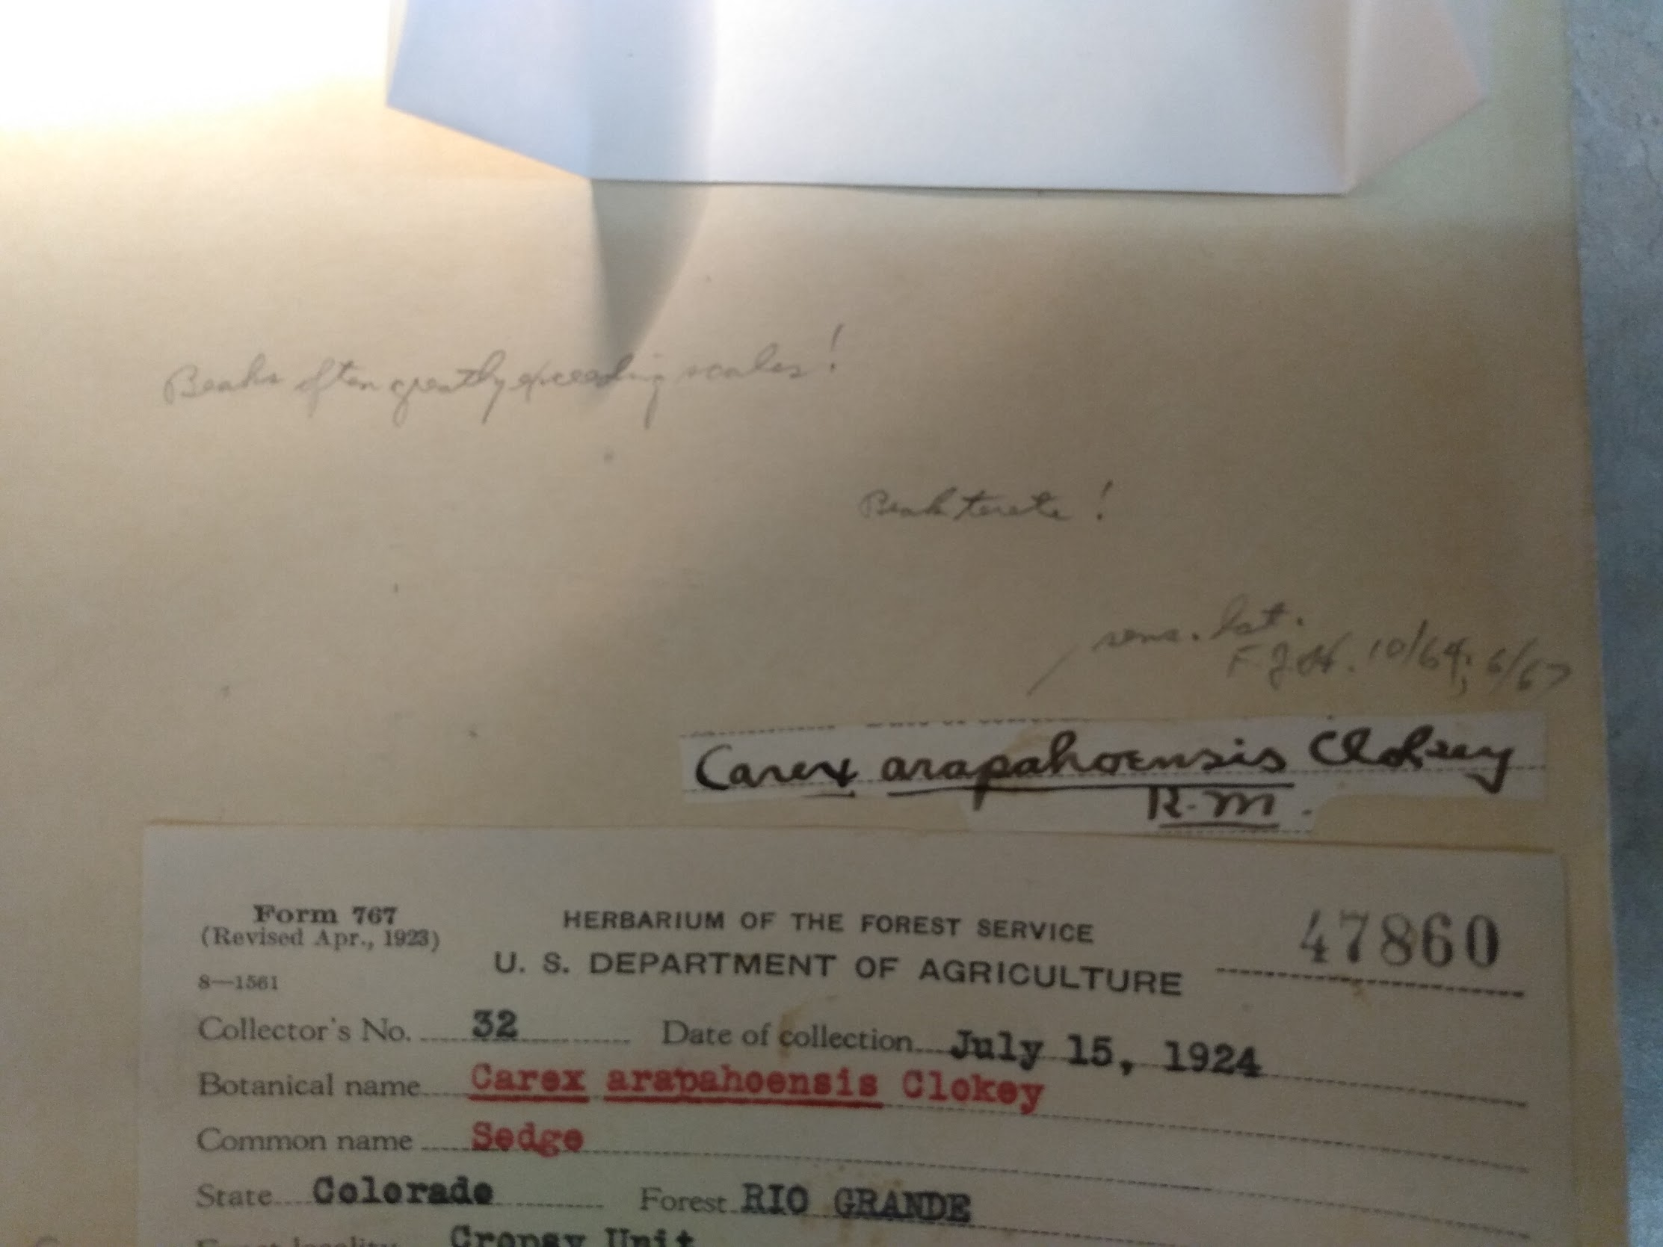 Beaks often greatly exceeding scales!
Beak terete!
sens. lat.
F.J.H. 10/64; 6/67
Carex arapahoensis Clokey
R.M.
Form 767
(Revised Apr., 1923)
8—1561
HERBARIUM OF THE FOREST SERVICE
U. S. DEPARTMENT OF AGRICULTURE
47860
Collector's No. 32 Date of collection July 15, 1924
Botanical name Carex arapahoensis Clokey
Common name Sedge
State Colorado Forest RIO GRANDE
Cropsy Unit